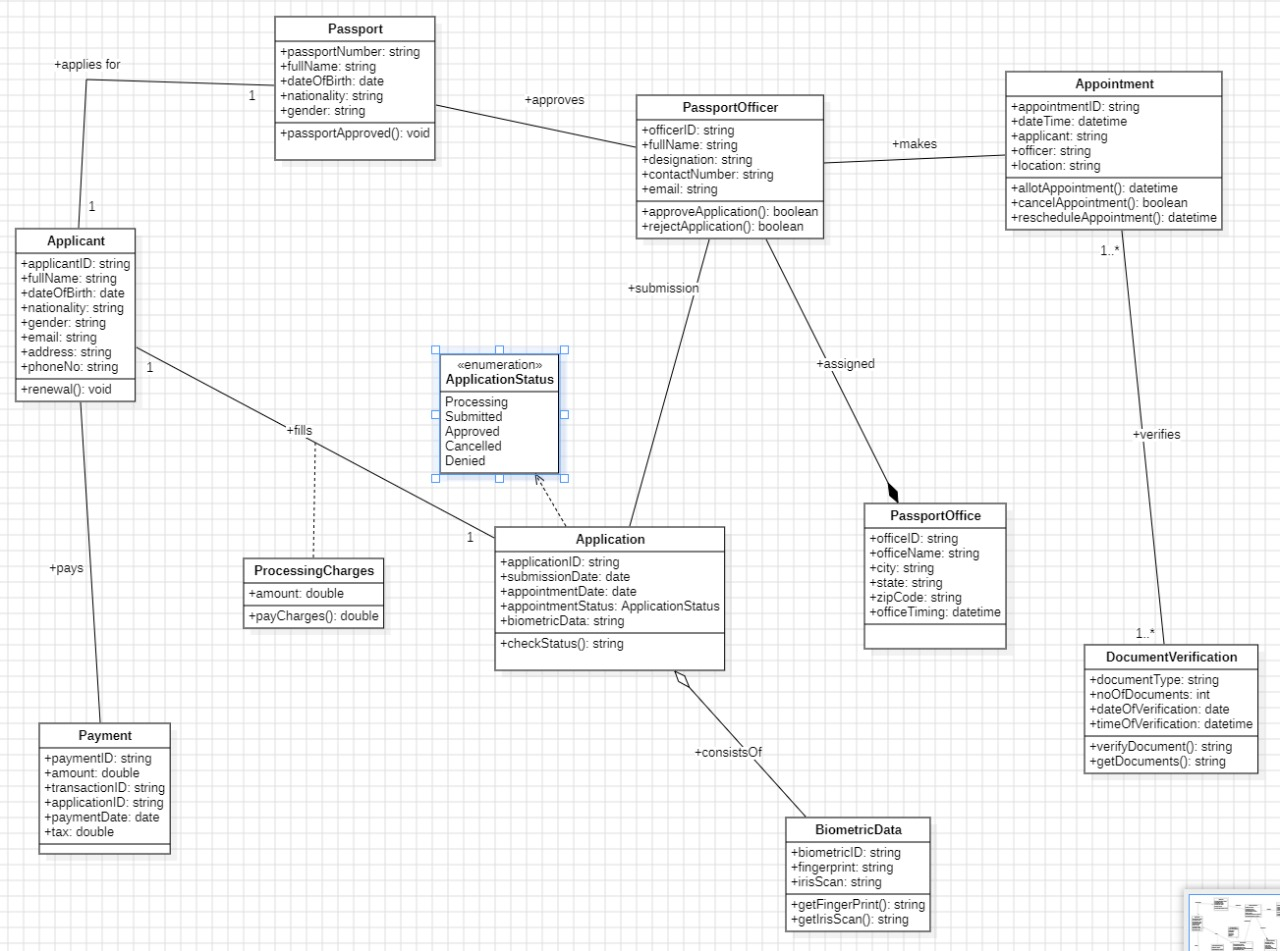 Passport
+passportNumber: string
+fullName: string
+dateOfBirth: date
+nationality: string
+gender: string
+passportApproved(): void
+applies for
1
1
+approves
PassportOfficer
+officerID: string
+fullName: string
+designation: string
+contactNumber: string
+email: string
+approveApplication(): boolean
+rejectApplication(): boolean
+makes
Appointment
+appointmentID: string
+dateTime: datetime
+applicant: string
+officer: string
+location: string
+allotAppointment(): datetime
+cancelAppointment(): boolean
+rescheduleAppointment(): datetime
1..*
Applicant
+applicantID: string
+fullName: string
+dateOfBirth: date
+nationality: string
+gender: string
+email: string
+address: string
+phoneNo: string
+renewal(): void
1
+submission
+assigned
«enumeration»
ApplicationStatus
Processing
Submitted
Approved
Cancelled
Denied
+fills
1
+verifies
1..*
PassportOffice
+officeID: string
+officeName: string
+city: string
+state: string
+zipCode: string
+officeTiming: datetime
Application
+applicationID: string
+submissionDate: date
+appointmentDate: date
+appointmentStatus: ApplicationStatus
+biometricData: string
+checkStatus(): string
ProcessingCharges
+amount: double
+payCharges(): double
+pays
DocumentVerification
+documentType: string
+noOfDocuments: int
+dateOfVerification: date
+timeOfVerification: datetime
+verifyDocument(): string
+getDocuments(): string
Payment
+paymentID: string
+amount: double
+transactionID: string
+applicationID: string
+paymentDate: date
+tax: double
+consistsOf
BiometricData
+biometricID: string
+fingerprint: string
+irisScan: string
+getFingerPrint(): string
+getIrisScan(): string